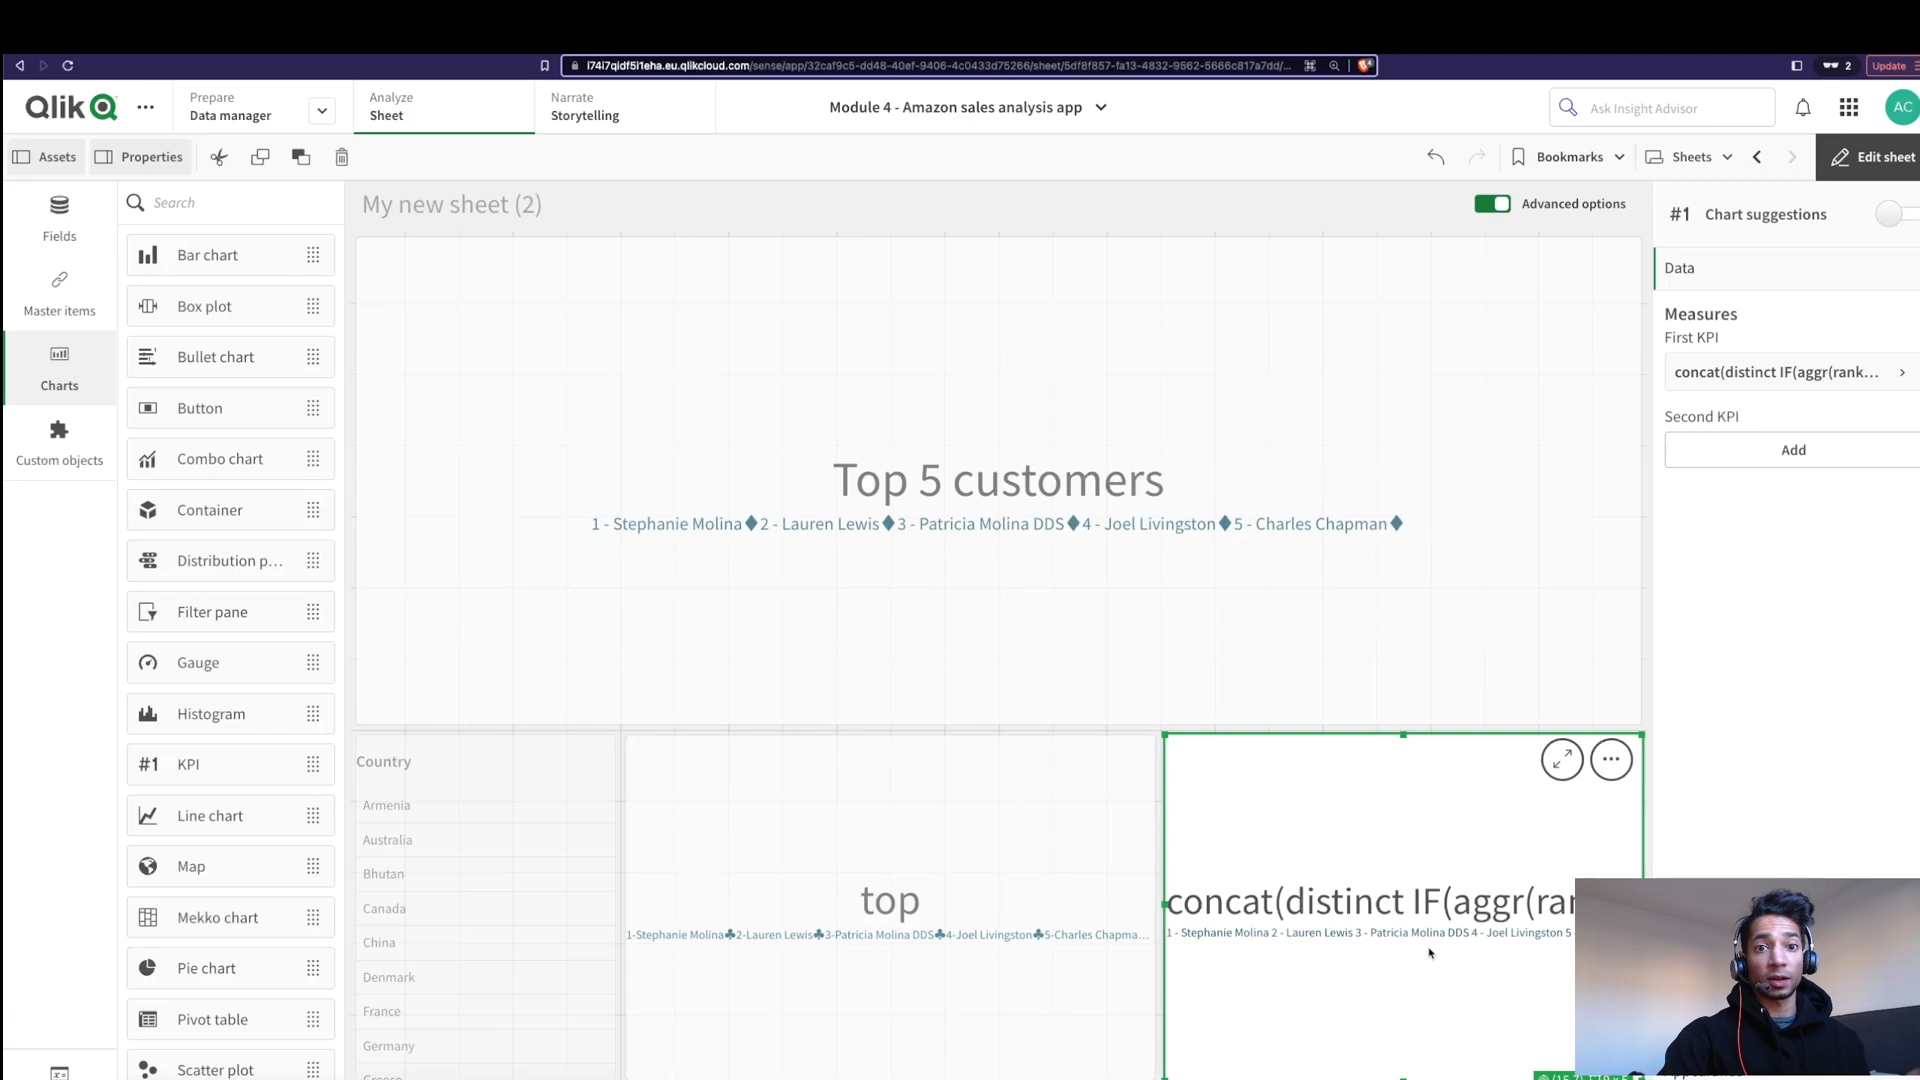 i74i7qidf5i1eha.eu.qlikcloud.com/sense/app/32caf9c5-dd48-40ef-9406-4c0433d75266/sheet/5df8f857-fa13-4832-9562-5666c817a7dd/...
2
Update
Qlik
Prepare
Data manager
Analyze
Sheet
Narrate
Storytelling
Module 4 - Amazon sales analysis app
Ask Insight Advisor
AC
Assets
Properties
Bookmarks
Sheets
Edit sheet
Fields
Master items
Charts
Custom objects
Search
Bar chart
Box plot
Bullet chart
Button
Combo chart
Container
Distribution p...
Filter pane
Gauge
Histogram
#1 KPI
Line chart
Map
Mekko chart
Pie chart
Pivot table
Scatter plot
My new sheet (2)
Advanced options
Top 5 customers
1 - Stephanie Molina♦2 - Lauren Lewis♦3 - Patricia Molina DDS♦4 - Joel Livingston♦5 - Charles Chapman♦
Country
Armenia
Australia
Bhutan
Canada
China
Denmark
France
Germany
Greece
top
1-Stephanie Molina♣2-Lauren Lewis♣3-Patricia Molina DDS♣4-Joel Livingston♣5-Charles Chapma...
concat(distinct IF(aggr(ran
1 - Stephanie Molina 2 - Lauren Lewis 3 - Patricia Molina DDS 4 - Joel Livingston 5 -
#1 Chart suggestions
Data
Measures
First KPI
concat(distinct IF(aggr(rank...
Second KPI
Add